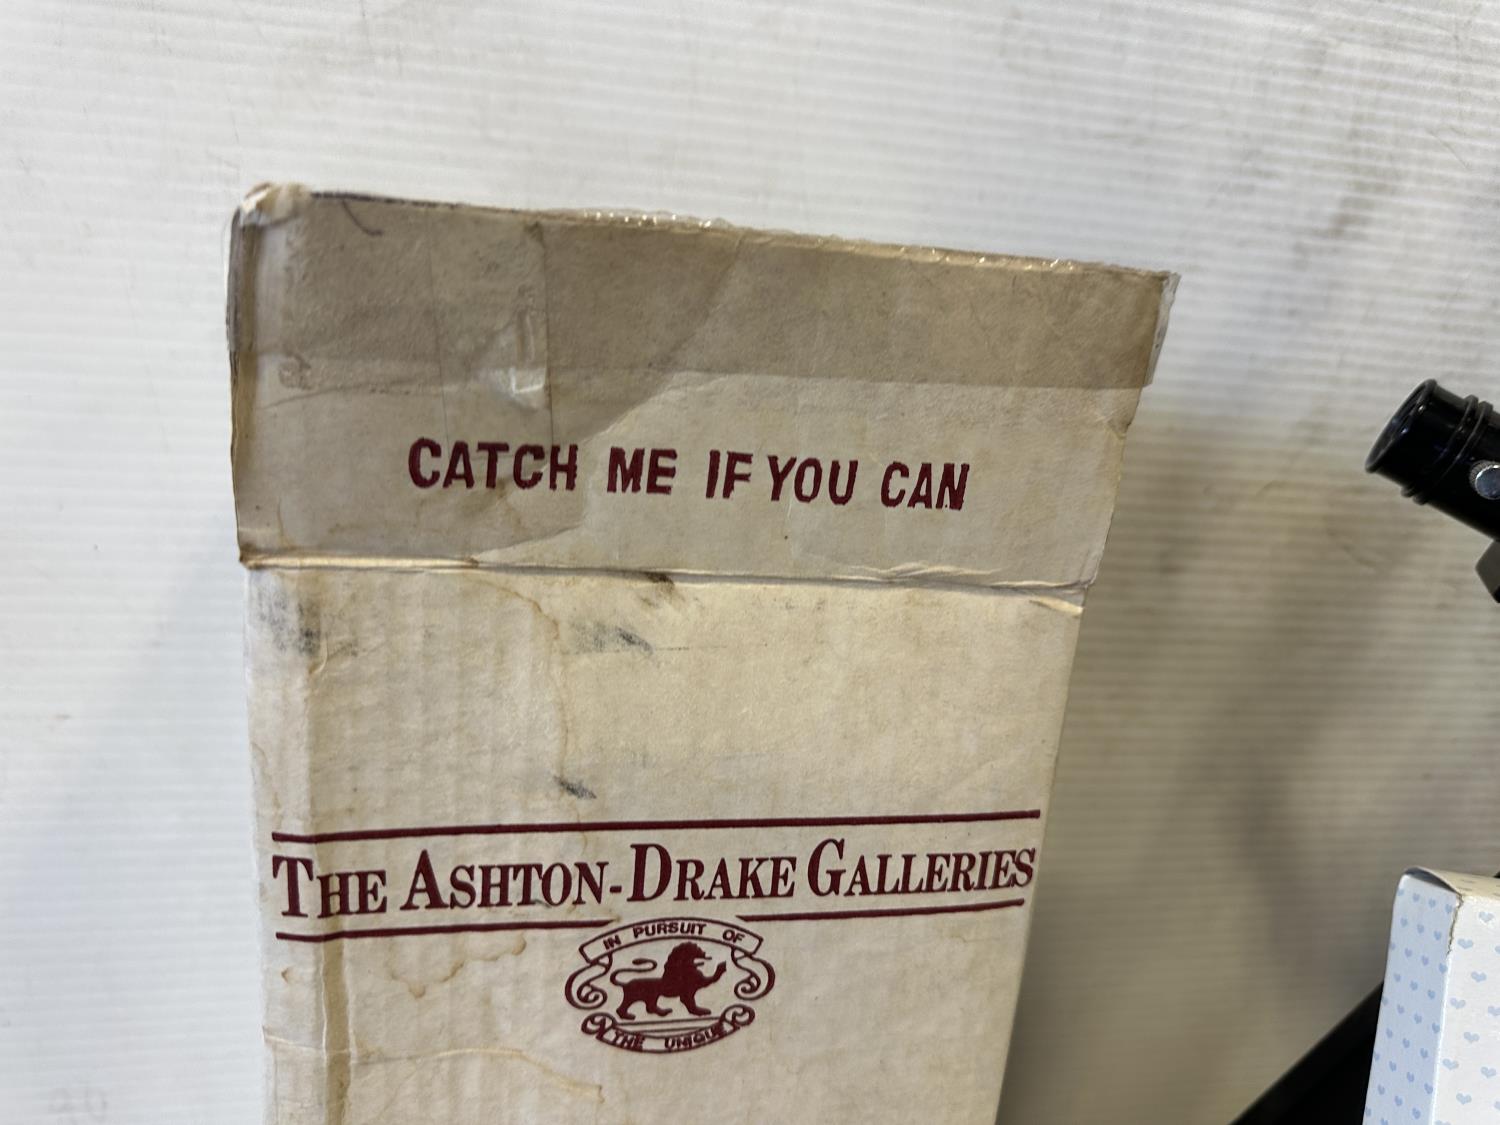 CATCH ME IF YOU CAN
THE ASHTON-DRAKE GALLERIES
IN PURSUIT OF
THE UNIQUE